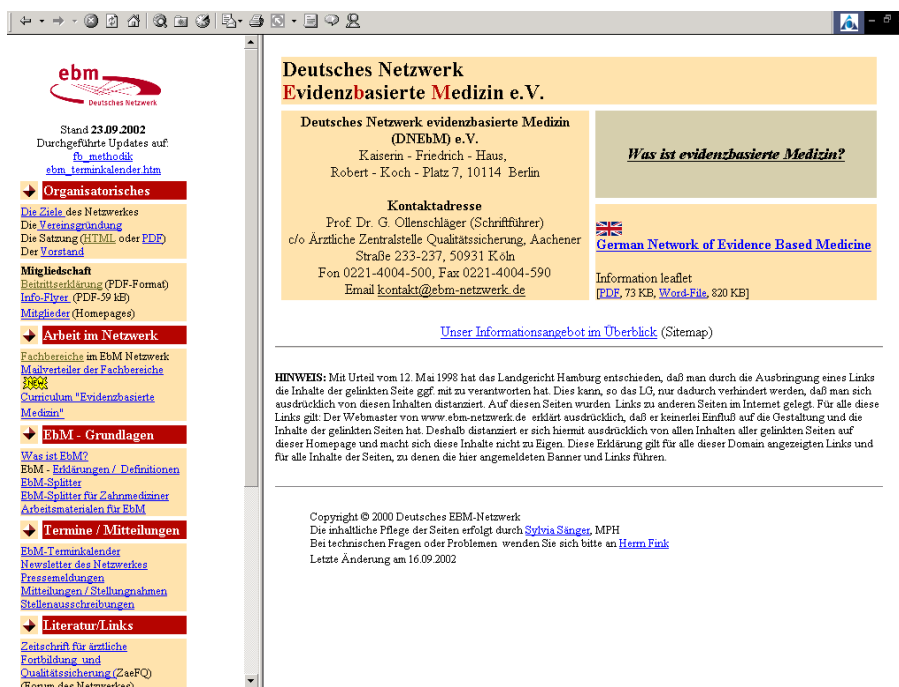 ebm
Deutsches Netzwerk
Stand 23.09.2002
Durchgeführte Updates auf:
fb_methodik
ebm_terminkalender.htm
Organisatorisches
Die Ziele des Netzwerkes
Die Vereinsgründung
Die Satzung (HTML oder PDF)
Der Vorstand
Mitgliedschaft
Beitrittserklärung (PDF-Format)
Info-Flyer (PDF-59 kB)
Mitglieder (Homepages)
Arbeit im Netzwerk
Fachbereiche im EbM Netzwerk
Mailverteiler der Fachbereiche
NEW
Curriculum "Evidenzbasierte
Medizin"
EbM - Grundlagen
Was ist EbM?
EbM - Erklärungen / Definitionen
EbM-Splitter
EbM-Splitter für Zahnmediziner
Arbeitsmaterialen für EbM
Termine / Mitteilungen
EbM-Terminkalender
Newsletter des Netzwerkes
Pressemeldungen
Mitteilungen / Stellungnahmen
Stellenausschreibungen
Literatur/Links
Zeitschrift für ärztliche
Fortbildung und
Qualitätssicherung (ZaeFQ)
(Forum des Netzwerkes)
Deutsches Netzwerk
Evidenzbasierte Medizin e.V.
Deutsches Netzwerk evidenzbasierte Medizin
(DNEbM) e.V.
Kaiserin - Friedrich - Haus,
Robert - Koch - Platz 7, 10114 Berlin
Kontaktadresse
Prof. Dr. G. Ollenschläger (Schriftführer)
c/o Ärztliche Zentralstelle Qualitätssicherung, Aachener
Straße 233-237, 50931 Köln
Fon 0221-4004-500, Fax 0221-4004-590
Email kontakt@ebm-netzwerk.de
Was ist evidenzbasierte Medizin?
German Network of Evidence Based Medicine
Information leaflet
[PDF, 73 KB, Word-File, 820 KB]
Unser Informationsangebot im Überblick (Sitemap)
HINWEIS: Mit Urteil vom 12. Mai 1998 hat das Landgericht Hamburg entschieden, daß man durch die Ausbringung eines Links
die Inhalte der gelinkten Seite ggf. mit zu verantworten hat. Dies kann, so das LG, nur dadurch verhindert werden, daß man sich
ausdrücklich von diesen Inhalten distanziert. Auf diesen Seiten wurden Links zu anderen Seiten im Internet gelegt. Für alle diese
Links gilt: Der Webmaster von www.ebm-netzwerk.de erklärt ausdrücklich, daß er keinerlei Einfluß auf die Gestaltung und die
Inhalte der gelinkten Seiten hat. Deshalb distanziert er sich hiermit ausdrücklich von allen Inhalten aller gelinkten Seiten auf
dieser Homepage und macht sich diese Inhalte nicht zu Eigen. Diese Erklärung gilt für alle dieser Domain angezeigten Links und
für alle Inhalte der Seiten, zu denen die hier angemeldeten Banner und Links führen.
Copyright © 2000 Deutsches EBM-Netzwerk
Die inhaltliche Pflege der Seiten erfolgt durch Sylvia Sänger, MPH
Bei technischen Fragen oder Problemen wenden Sie sich bitte an Herrn Fink
Letzte Änderung am 16.09.2002